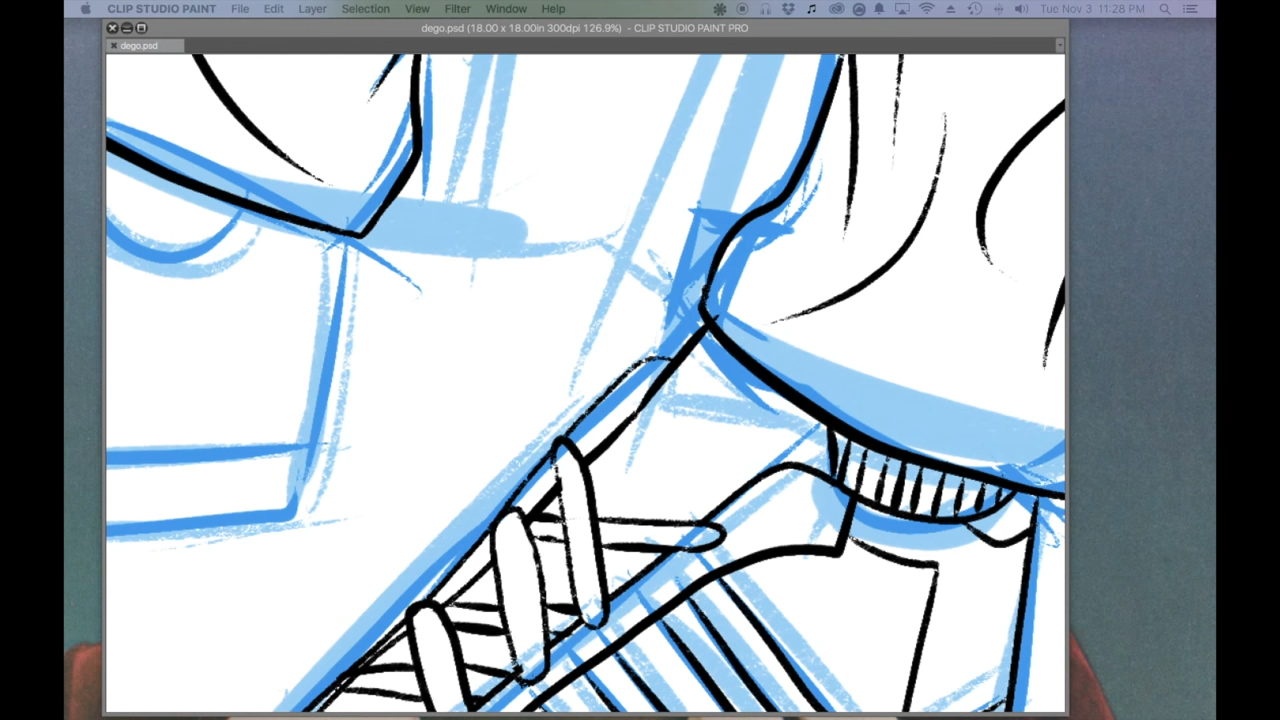 CLIP STUDIO PAINT File Edit Layer Selection View Filter Window Help Tue Nov 3 11:28 PM
dego.psd (18.00 x 18.00in 300dpi 126.9%) - CLIP STUDIO PAINT PRO
dego.psd